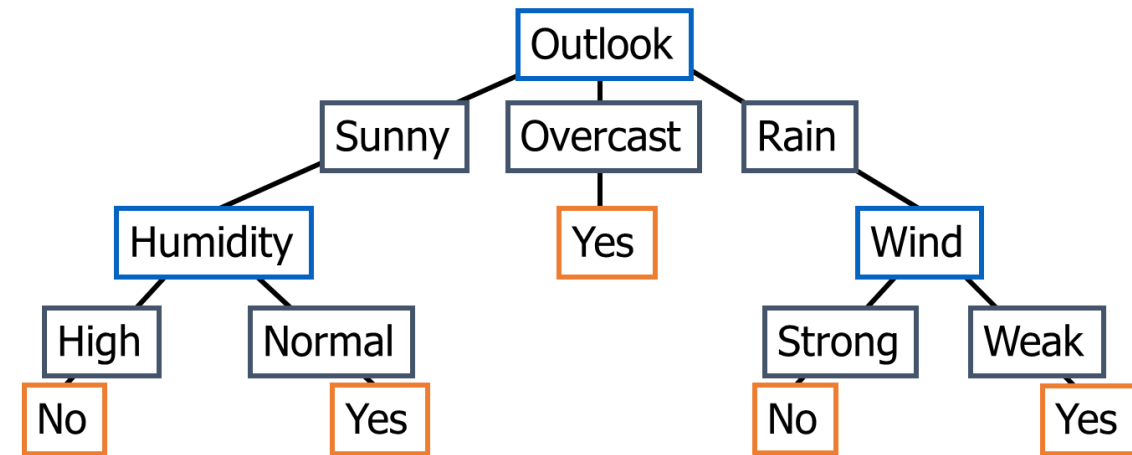 Outlook
Sunny Overcast Rain
Humidity Yes Wind
High Normal Strong Weak
No Yes No Yes